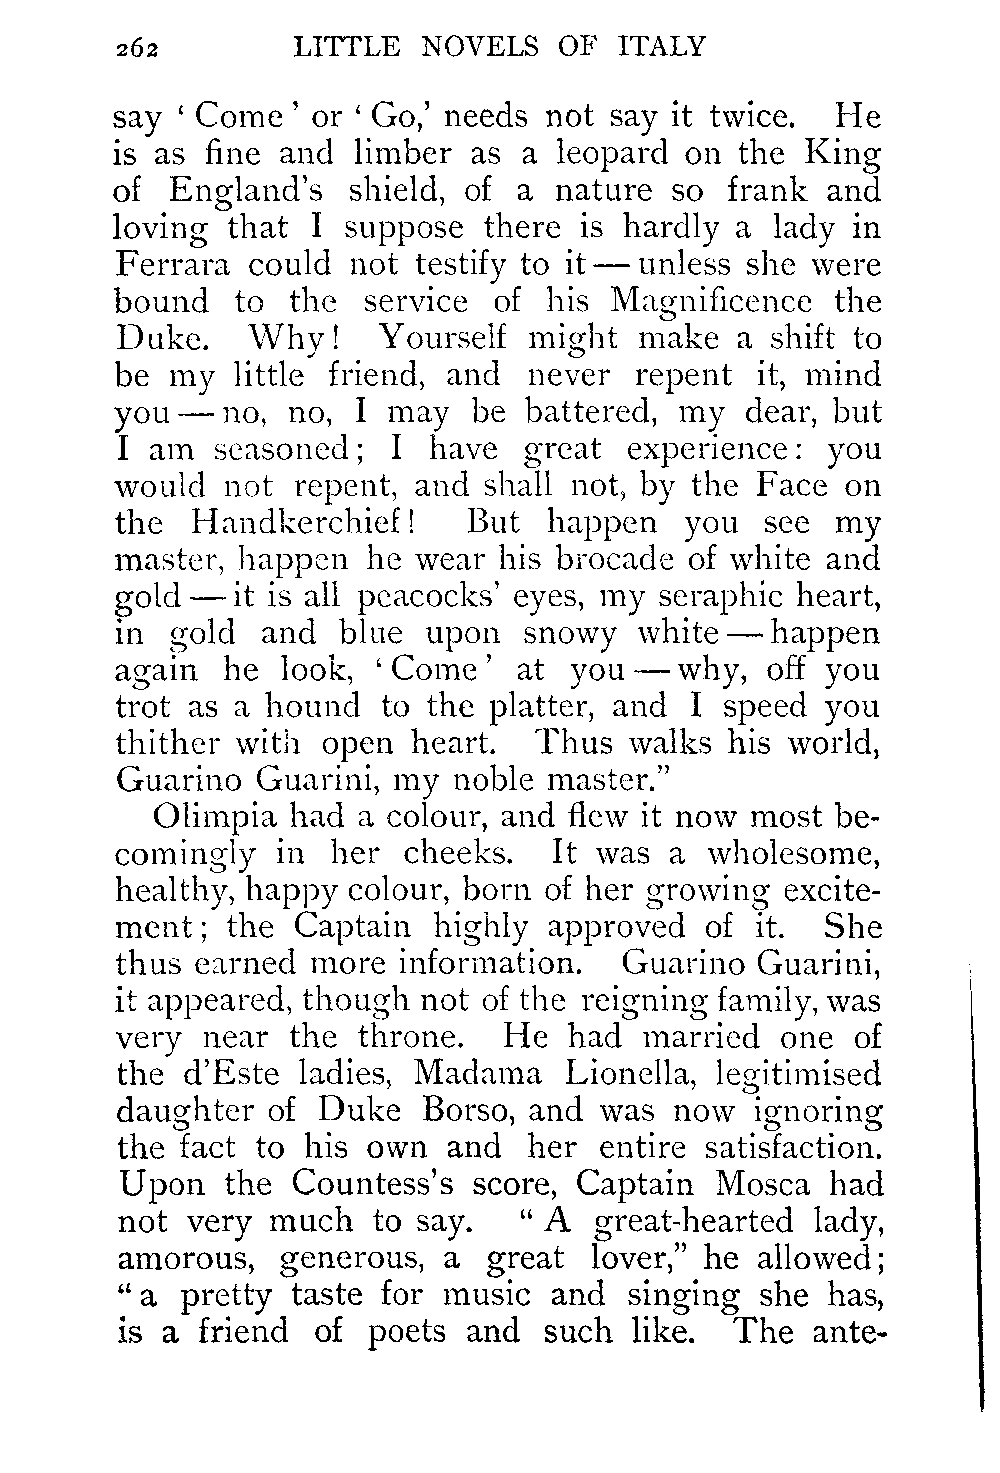 262 LITTLE NOVELS OF ITALY
say ‘ Come ’ or ‘ Go,’ needs not say it twice. He
is as fine and limber as a leopard on the King
of England’s shield, of a nature so frank and
loving that I suppose there is hardly a lady in
Ferrara could not testify to it — unless she were
bound to the service of his Magnificence the
Duke. Why! Yourself might make a shift to
be my little friend, and never repent it, mind
you — no, no, I may be battered, my dear, but
I am seasoned; I have great experience: you
would not repent, and shall not, by the Face on
the Handkerchief! But happen you see my
master, happen he wear his brocade of white and
gold — it is all peacocks’ eyes, my seraphic heart,
in gold and blue upon snowy white — happen
again he look, ‘ Come ’ at you — why, off you
trot as a hound to the platter, and I speed you
thither with open heart. Thus walks his world,
Guarino Guarini, my noble master.”
Olimpia had a colour, and flew it now most be-
comingly in her cheeks. It was a wholesome,
healthy, happy colour, born of her growing excite-
ment; the Captain highly approved of it. She
thus earned more information. Guarino Guarini,
it appeared, though not of the reigning family, was
very near the throne. He had married one of
the d’Este ladies, Madama Lionella, legitimised
daughter of Duke Borso, and was now ignoring
the fact to his own and her entire satisfaction.
Upon the Countess’s score, Captain Mosca had
not very much to say. “ A great-hearted lady,
amorous, generous, a great lover,” he allowed;
“ a pretty taste for music and singing she has,
is a friend of poets and such like. The ante-